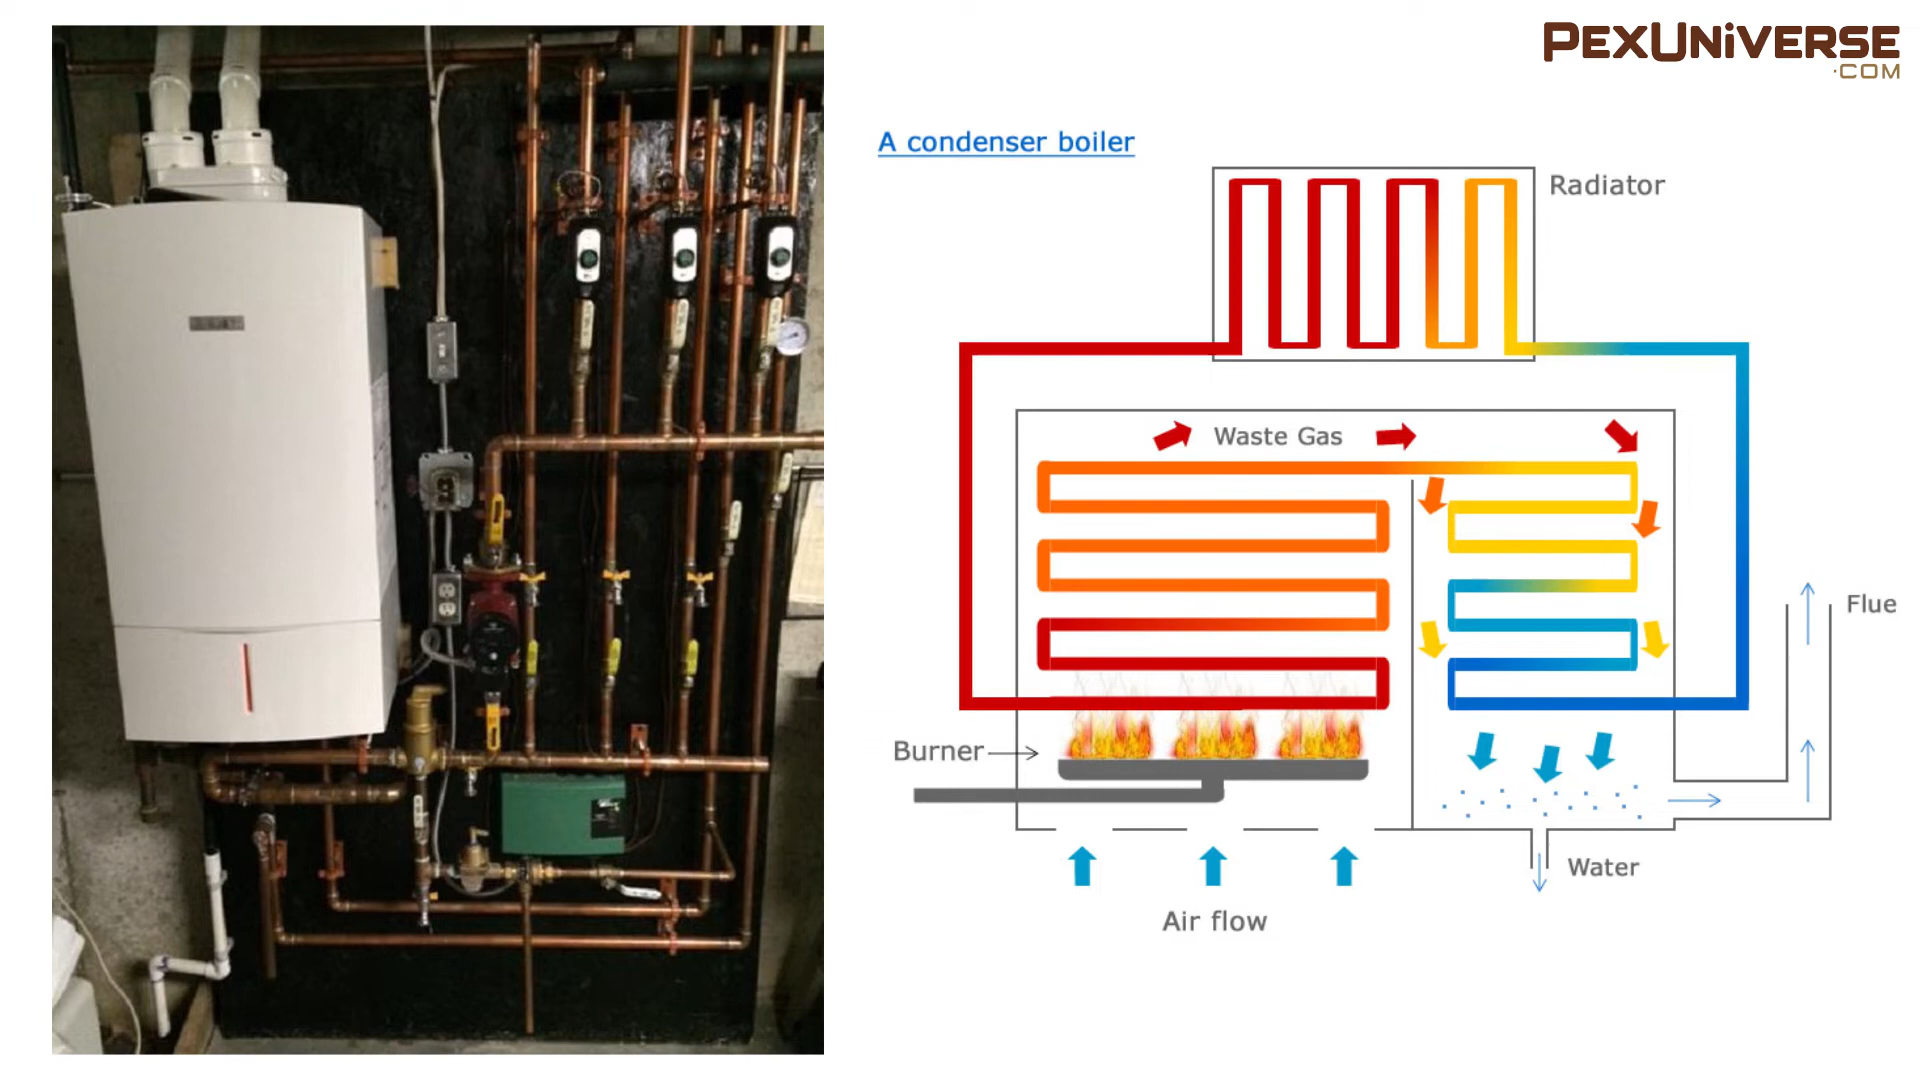 PEXUNiVERSE
.COM
A condenser boiler
Radiator
Waste Gas
Flue
Burner
Water
Air flow